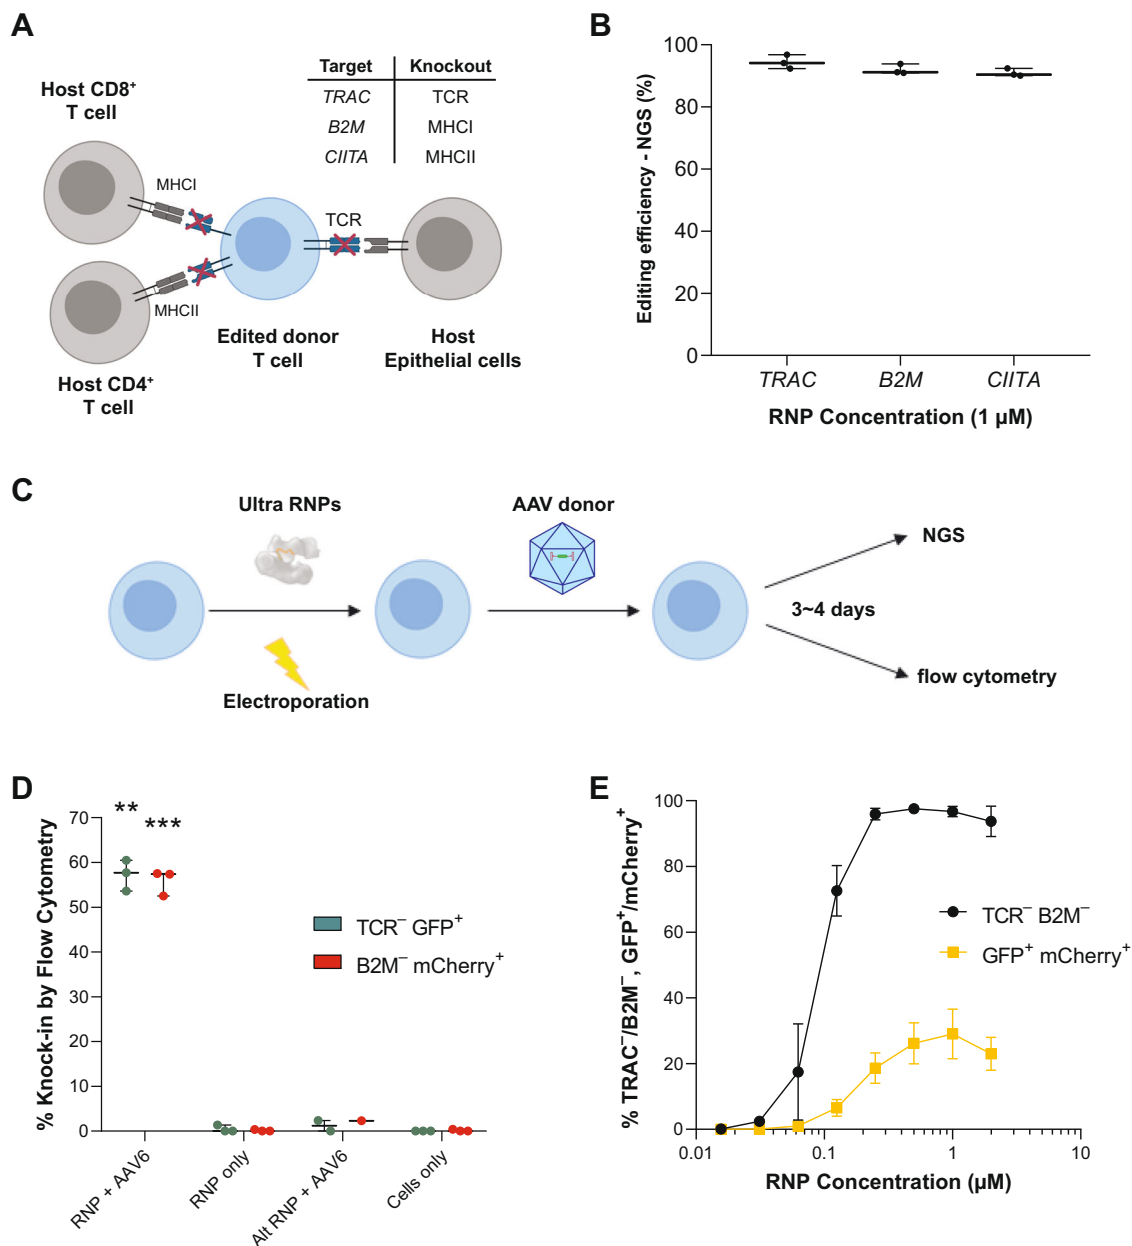 A
Target Knockout
TRAC TCR
B2M MHCI
CIITA MHCII
Host CD8⁺
T cell
MHCI
TCR
MHCII
Edited donor
T cell
Host
Epithelial cells
Host CD4⁺
T cell
B
Editing efficiency - NGS (%)
100
80
60
40
20
0
TRAC B2M CIITA
RNP Concentration (1 µM)
C
Ultra RNPs
AAV donor
Electroporation
NGS
3~4 days
flow cytometry
D
% Knock-in by Flow Cytometry
70
60
50
40
30
20
10
0
**
***
TCR⁻ GFP⁺
B2M⁻ mCherry⁺
RNP + AAV6
RNP only
Alt RNP + AAV6
Cells only
E
% TRAC⁻/B2M⁻, GFP⁺/mCherry⁺
100
80
60
40
20
0
TCR⁻ B2M⁻
GFP⁺ mCherry⁺
0.01 0.1 1 10
RNP Concentration (µM)